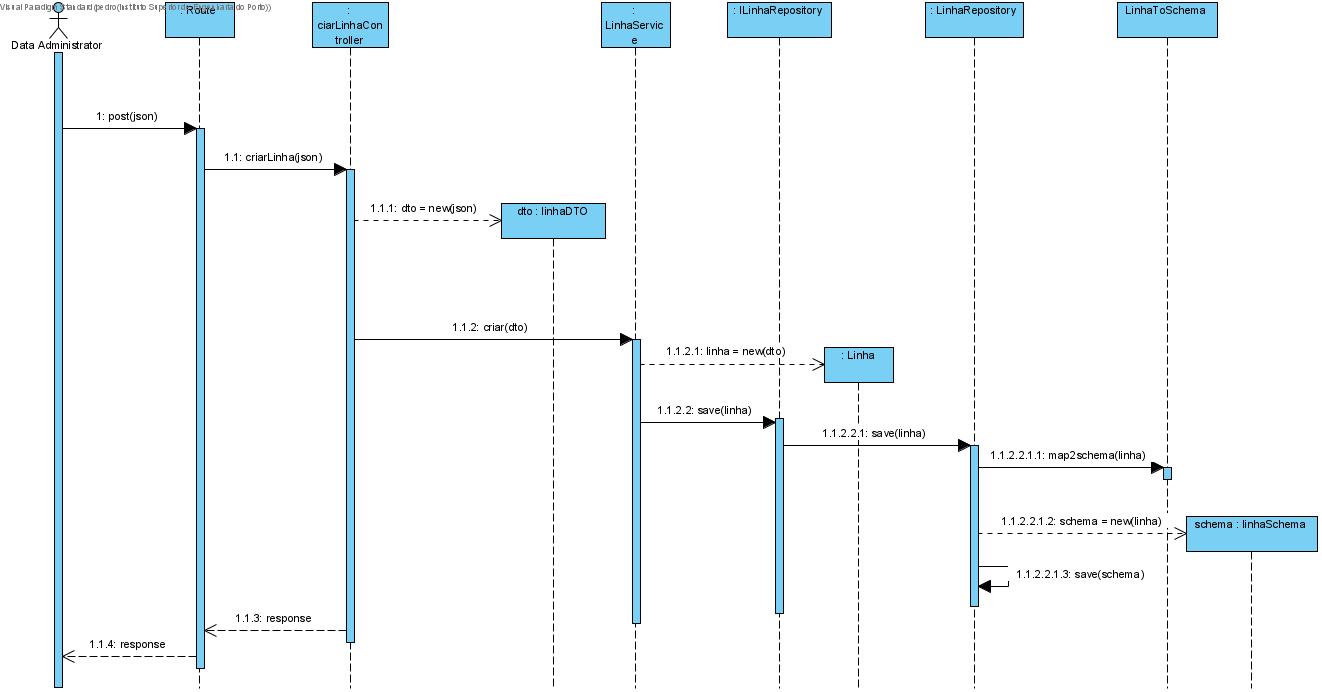 Visual Paradigm Standard(pedro(Instituto Superior de Engenharia do Porto))
: Route
:
ciarLinhaCon
troller
:
LinhaServic
e
: ILinhaRepository
: LinhaRepository
LinhaToSchema
Data Administrator
1: post(json)
1.1: criarLinha(json)
1.1.1: dto = new(json)
dto : linhaDTO
1.1.2: criar(dto)
1.1.2.1: linha = new(dto)
: Linha
1.1.2.2: save(linha)
1.1.2.2.1: save(linha)
1.1.2.2.1.1: map2schema(linha)
1.1.2.2.1.2: schema = new(linha)
schema : linhaSchema
1.1.2.2.1.3: save(schema)
1.1.3: response
1.1.4: response